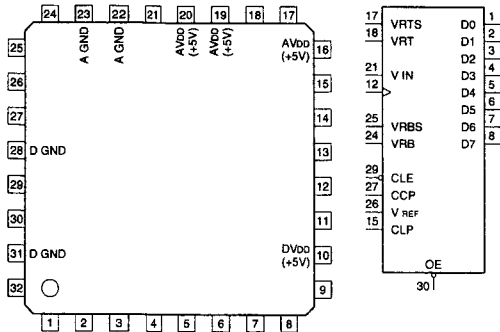 24 23 22 21 20 19 18 17
A GND A GND AVDD (+5V) AVDD (+5V)
25 AVDD (+5V) 16
26 15
27 14
28 D GND 13
29 12
30 11
31 D GND DVDD (+5V) 10
32 9
1 2 3 4 5 6 7 8
17 VRTS D0 1
18 VRT D1 2
D2 3
21 V IN D3 4
12 D4 5
D5 6
25 VRBS D6 7
24 VRB D7 8
29 CLE
27 CCP
26 V REF
15 CLP
OE
30